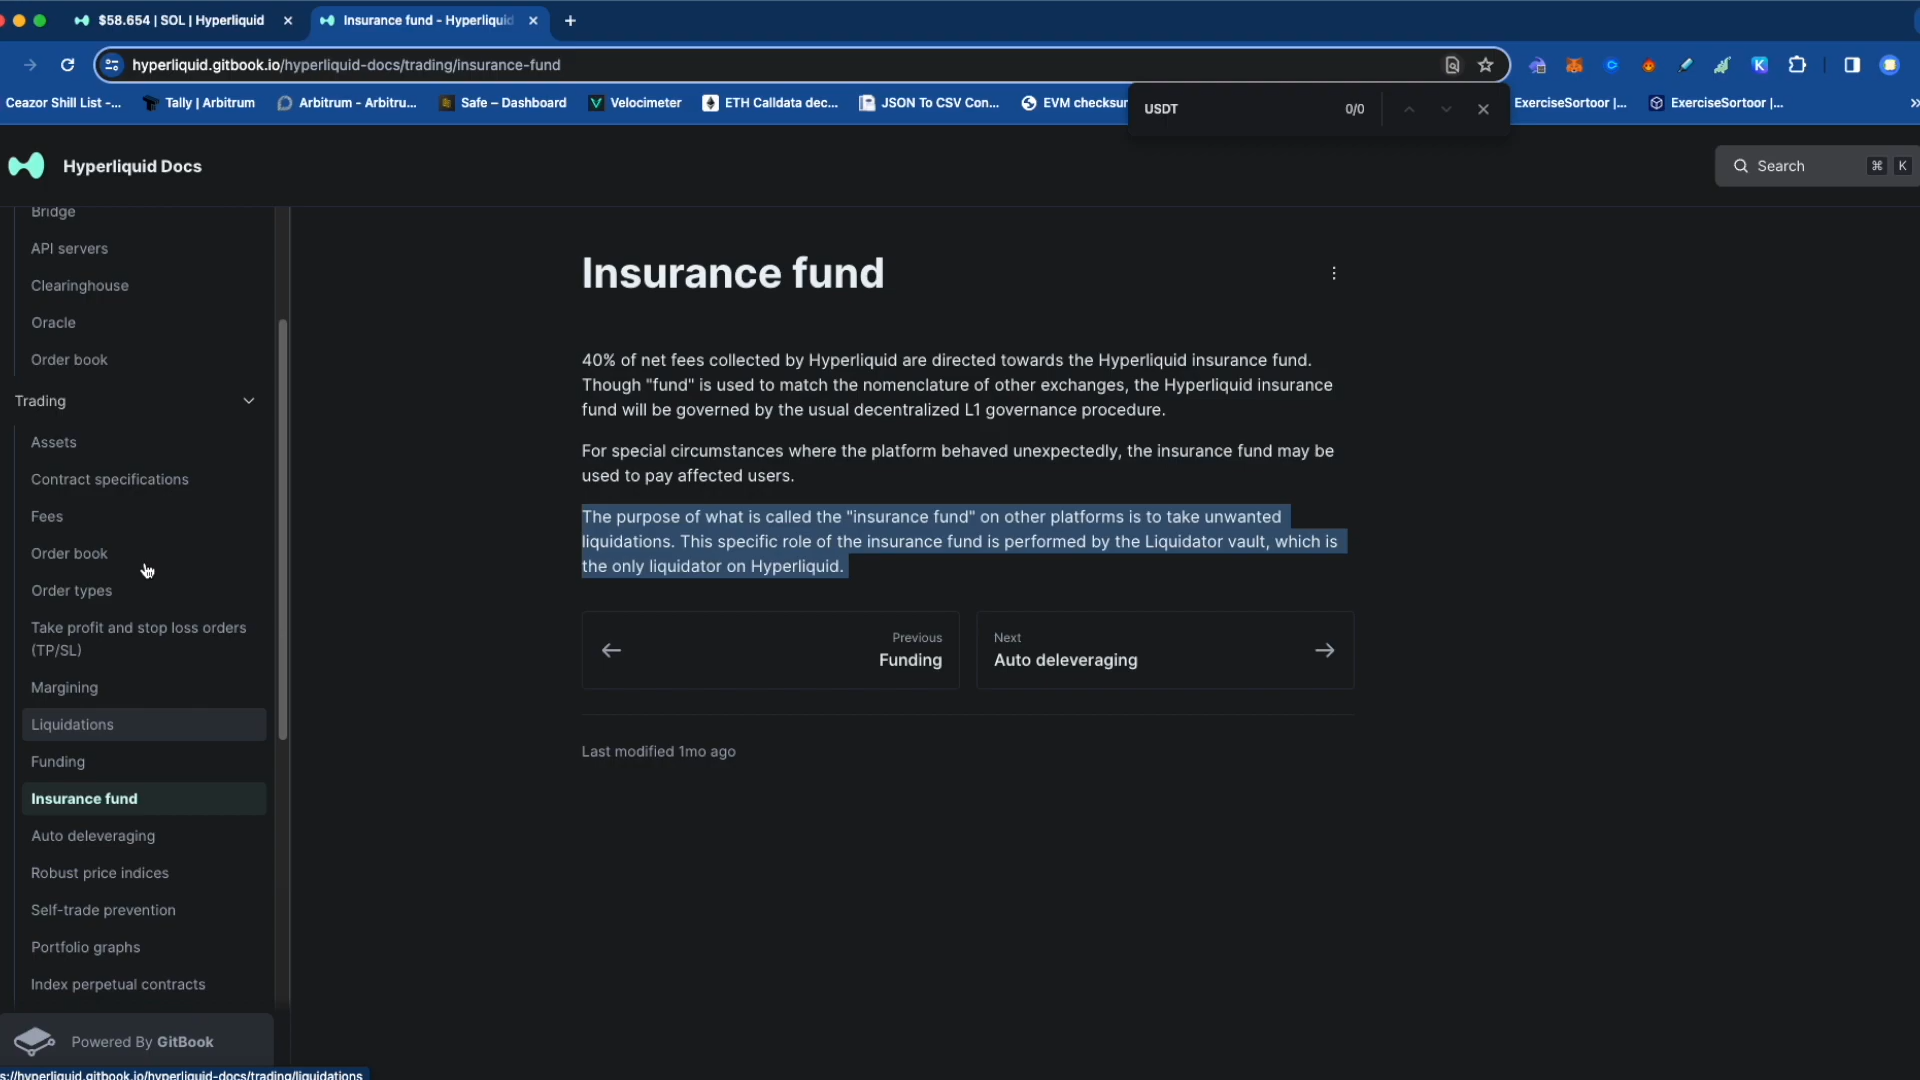 $58.654 | SOL | Hyperliquid
Insurance fund - Hyperliquid
hyperliquid.gitbook.io/hyperliquid-docs/trading/insurance-fund
Ceazor Shill List -...
Tally | Arbitrum
Arbitrum - Arbitru...
Safe – Dashboard
Velocimeter
ETH Calldata dec...
JSON To CSV Con...
EVM checksum
ExerciseSortoor |...
ExerciseSortoor |...
USDT
0/0
Hyperliquid Docs
Search
⌘ K
Bridge
API servers
Clearinghouse
Oracle
Order book
Trading
Assets
Contract specifications
Fees
Order book
Order types
Take profit and stop loss orders
(TP/SL)
Margining
Liquidations
Funding
Insurance fund
Auto deleveraging
Robust price indices
Self-trade prevention
Portfolio graphs
Index perpetual contracts
Powered By GitBook
s://hyperliquid.gitbook.io/hyperliquid-docs/trading/liquidations
Insurance fund
40% of net fees collected by Hyperliquid are directed towards the Hyperliquid insurance fund.
Though "fund" is used to match the nomenclature of other exchanges, the Hyperliquid insurance
fund will be governed by the usual decentralized L1 governance procedure.
For special circumstances where the platform behaved unexpectedly, the insurance fund may be
used to pay affected users.
The purpose of what is called the "insurance fund" on other platforms is to take unwanted
liquidations. This specific role of the insurance fund is performed by the Liquidator vault, which is
the only liquidator on Hyperliquid.
Previous
Funding
Next
Auto deleveraging
Last modified 1mo ago